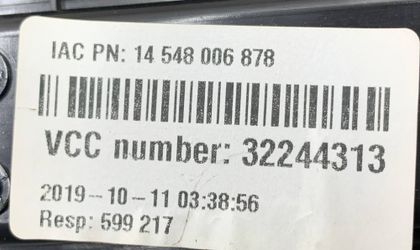 IAC PN: 14 548 006 878
VCC number: 32244313
2019-10-11 03:38:56
Resp: 599 217